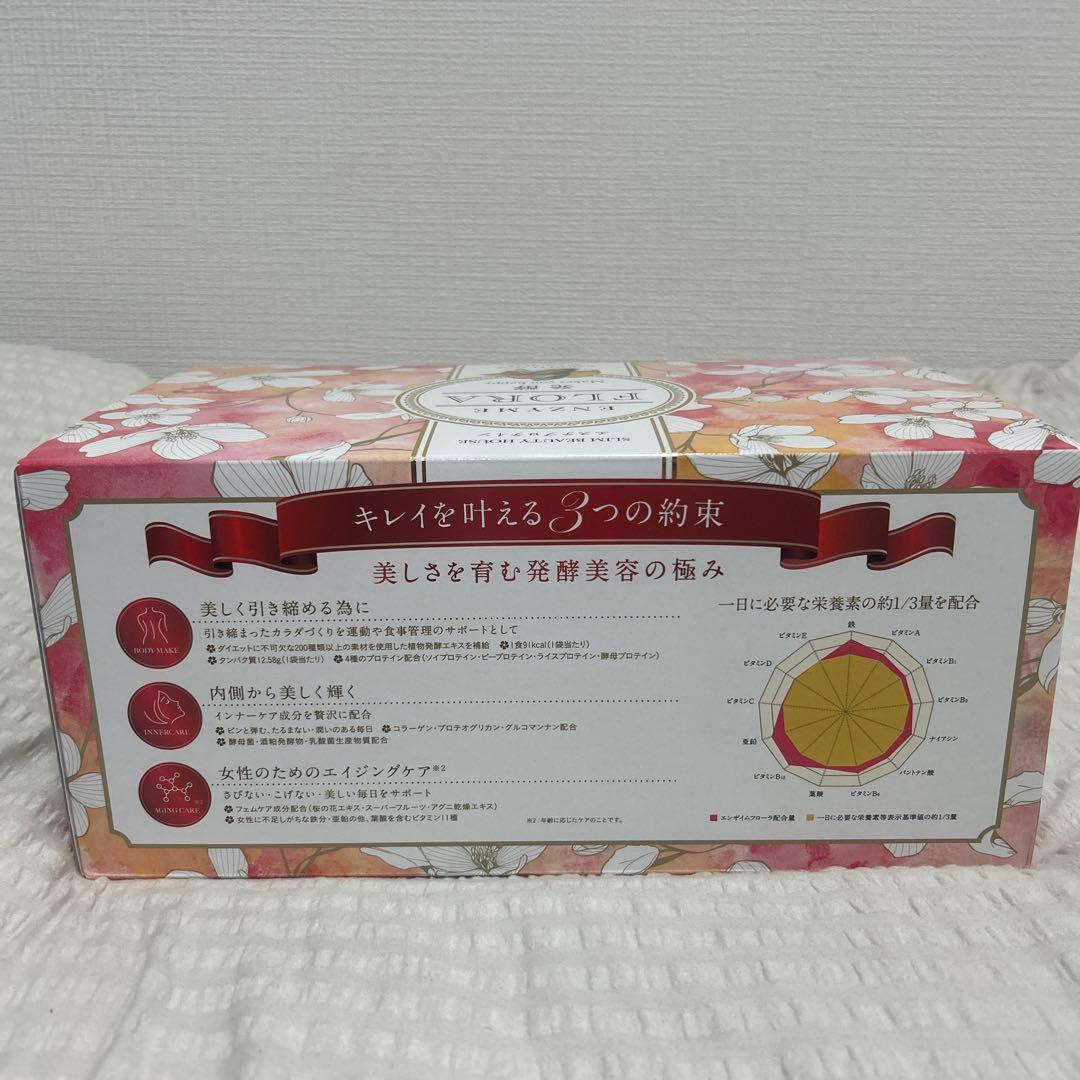 SLIM BEAUTY HOUSE
エステプロライン
ENZYME
FLORA
発酵
Makes you happy
キレイを叶える3つの約束
美しさを育む発酵美容の極み
BODY MAKE
美しく引き締める為に
引き締まったカラダづくりを運動や食事管理のサポートとして
ダイエットに不可欠な200種類以上の素材を使用した植物発酵エキスを補給 1食91kcal(1袋当たり)
タンパク質12.58g(1袋当たり) 4種のプロテイン配合(ソイプロテイン・ピープロテイン・ライスプロテイン・酵母プロテイン)
INNERCARE
内側から美しく輝く
インナーケア成分を贅沢に配合
ピンと弾む、たるまない・潤いのある毎日 コラーゲン・プロテオグリカン・グルコマンナン配合
酵母菌・酒粕発酵物・乳酸菌生産物質配合
AGING CARE ※2
女性のためのエイジングケア※2
さびない・こげない・美しい毎日をサポート
フェムケア成分配合(桜の花エキス・スーパーフルーツ・アグニ乾燥エキス)
女性に不足しがちな鉄分・亜鉛の他、葉酸を含むビタミン11種
※2:年齢に応じたケアのことです。
一日に必要な栄養素の約1/3量を配合
鉄
ビタミンA
ビタミンB1
ビタミンB2
ナイアシン
パントテン酸
ビタミンB6
葉酸
ビタミンB12
亜鉛
ビタミンC
ビタミンD
ビタミンE
エンザイムフローラ配合量
一日に必要な栄養素等表示基準値の約1/3量